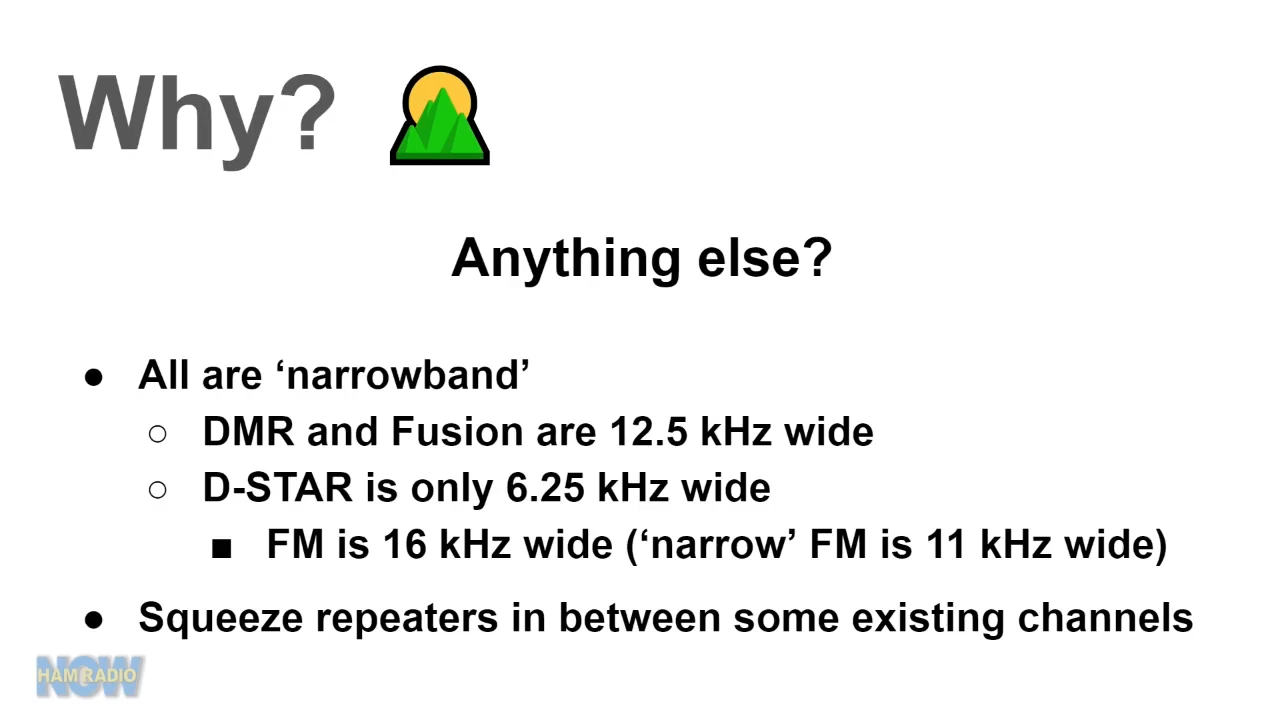 Why?
Anything else?
● All are ‘narrowband’
○ DMR and Fusion are 12.5 kHz wide
○ D-STAR is only 6.25 kHz wide
■ FM is 16 kHz wide (‘narrow’ FM is 11 kHz wide)
● Squeeze repeaters in between some existing channels
HAM RADIO
NOW